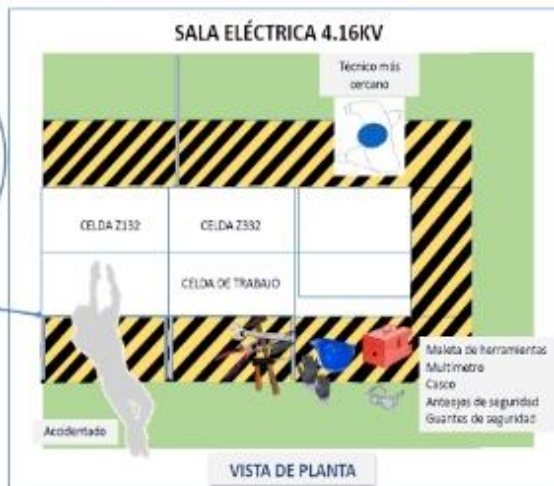 SALA ELÉCTRICA 4.16KV
Técnico más
cercano
CELDA Z132
CELDA Z332
CELDA DE TRABAJO
Maleta de herramientas
Multímetro
Casco
Anteojos de seguridad
Guantes de seguridad
Accidentado
VISTA DE PLANTA